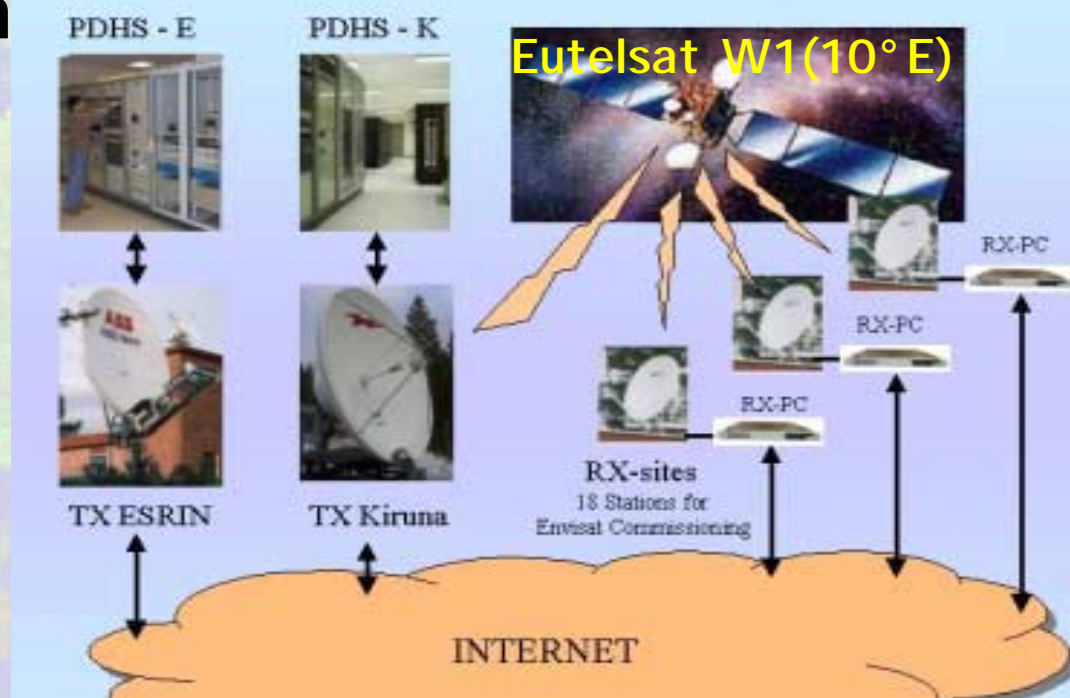 PDHS - E
PDHS - K
Eutelsat W1(10°E)
RX-PC
RX-PC
RX-PC
ABB
RX-sites
18 Stations for
Envisat Commissioning
TX ESRIN
TX Kiruna
INTERNET